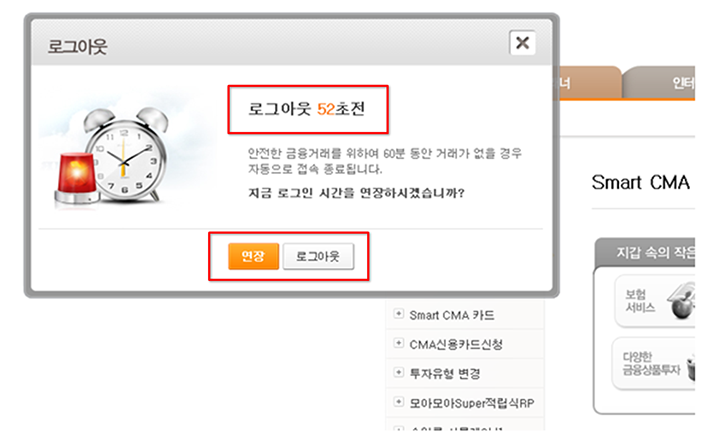 로그아웃
로그아웃 52초전
안전한 금융거래를 위하여 60분 동안 거래가 없을 경우
자동으로 접속 종료됩니다.
지금 로그인 시간을 연장하시겠습니까?
연장 로그아웃
너
인터
Smart CMA
지갑 속의 작은
보험
서비스
다양한
금융상품투자
Smart CMA 카드
CMA신용카드신청
투자유형 변경
모아모아Super적립식RP